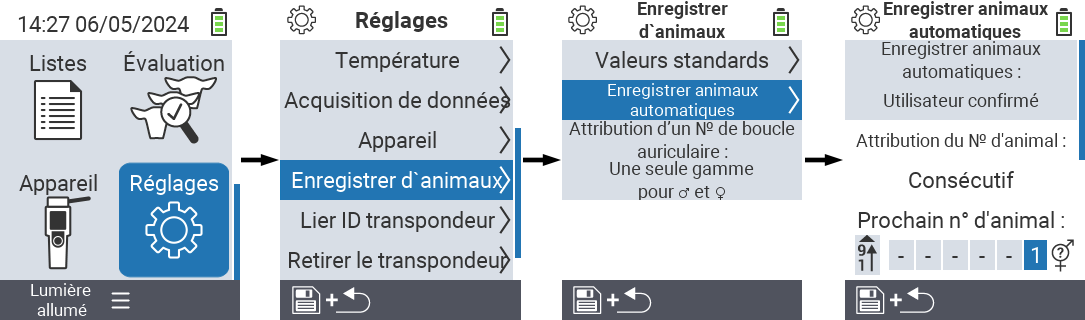 14:27 06/05/2024
Listes
Évaluation
Appareil
Réglages
Lumière
allumé
Réglages
Température
Acquisition de données
Appareil
Enregistrer d`animaux
Lier ID transpondeur
Retirer le transpondeur
+
Enregistrer
d`animaux
Valeurs standards
Enregistrer animaux
automatiques
Attribution d’un Nº de boucle
auriculaire :
Une seule gamme
pour ♂ et ♀
+
Enregistrer animaux
automatiques
Enregistrer animaux
automatiques :
Utilisateur confirmé
Attribution du Nº d'animal :
Consécutif
Prochain n° d'animal :
9 1 - - - - - 1 ?
+